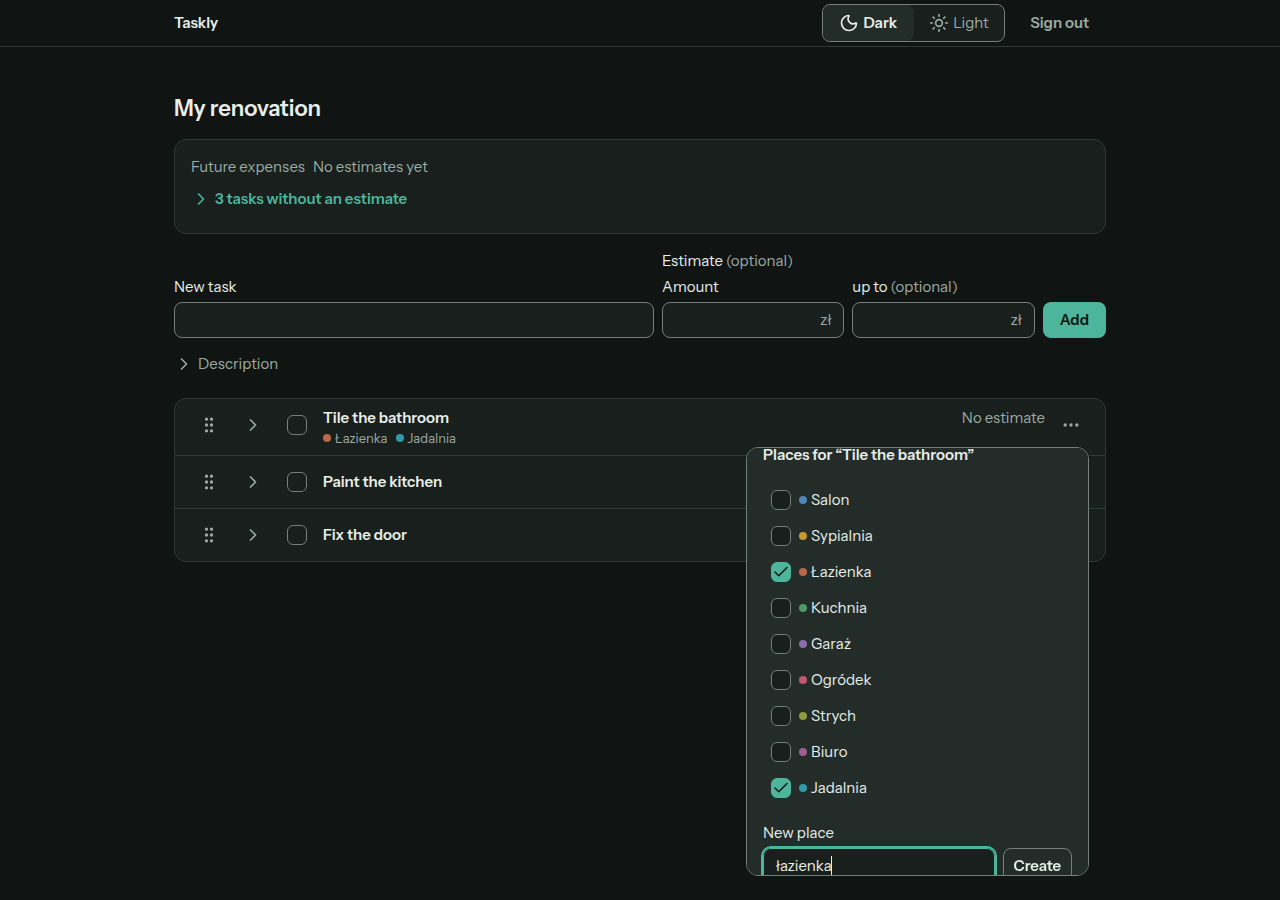 Taskly
Dark
Light
Sign out
My renovation
Future expenses No estimates yet
3 tasks without an estimate
Estimate (optional)
New task
Amount
up to (optional)
zł
zł
Add
Description
Tile the bathroom
No estimate
Łazienka
Jadalnia
Paint the kitchen
Fix the door
Places for “Tile the bathroom”
Salon
Sypialnia
Łazienka
Kuchnia
Garaż
Ogródek
Strych
Biuro
Jadalnia
New place
łazienka
Create